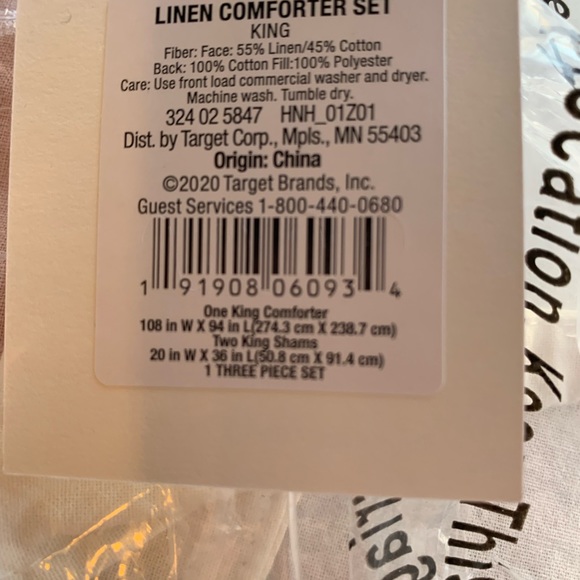 LINEN COMFORTER SET
KING
Fiber: Face: 55% Linen/45% Cotton
Back: 100% Cotton Fill:100% Polyester
Care: Use front load commercial washer and dryer.
Machine wash. Tumble dry.
324 02 5847 HNH_01Z01
Dist. by Target Corp., Mpls., MN 55403
Origin: China
©2020 Target Brands, Inc.
Guest Services 1-800-440-0680
1 91908 06093 4
One King Comforter
108 in W X 94 in L(274.3 cm X 238.7 cm)
Two King Shams
20 in W X 36 in L(50.8 cm X 91.4 cm)
1 THREE PIECE SET